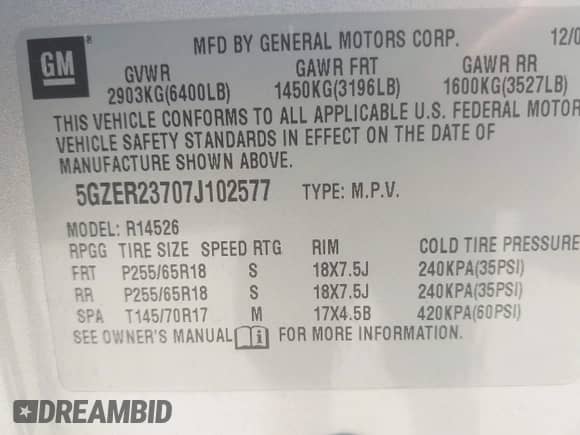 GM ®
MFD BY GENERAL MOTORS CORP. 12/0
GVWR GAWR FRT GAWR RR
2903KG(6400LB) 1450KG(3196LB) 1600KG(3527LB)
THIS VEHICLE CONFORMS TO ALL APPLICABLE U.S. FEDERAL MOTOR
VEHICLE SAFETY STANDARDS IN EFFECT ON THE DATE OF
MANUFACTURE SHOWN ABOVE.
5GZER23707J102577 TYPE: M.P.V.
MODEL: R14526
RPGG TIRE SIZE SPEED RTG RIM COLD TIRE PRESSURE
FRT P255/65R18 S 18X7.5J 240KPA(35PSI)
RR P255/65R18 S 18X7.5J 240KPA(35PSI)
SPA T145/70R17 M 17X4.5B 420KPA(60PSI)
SEE OWNER'S MANUAL i FOR MORE INFORMATION.
DREAMBID